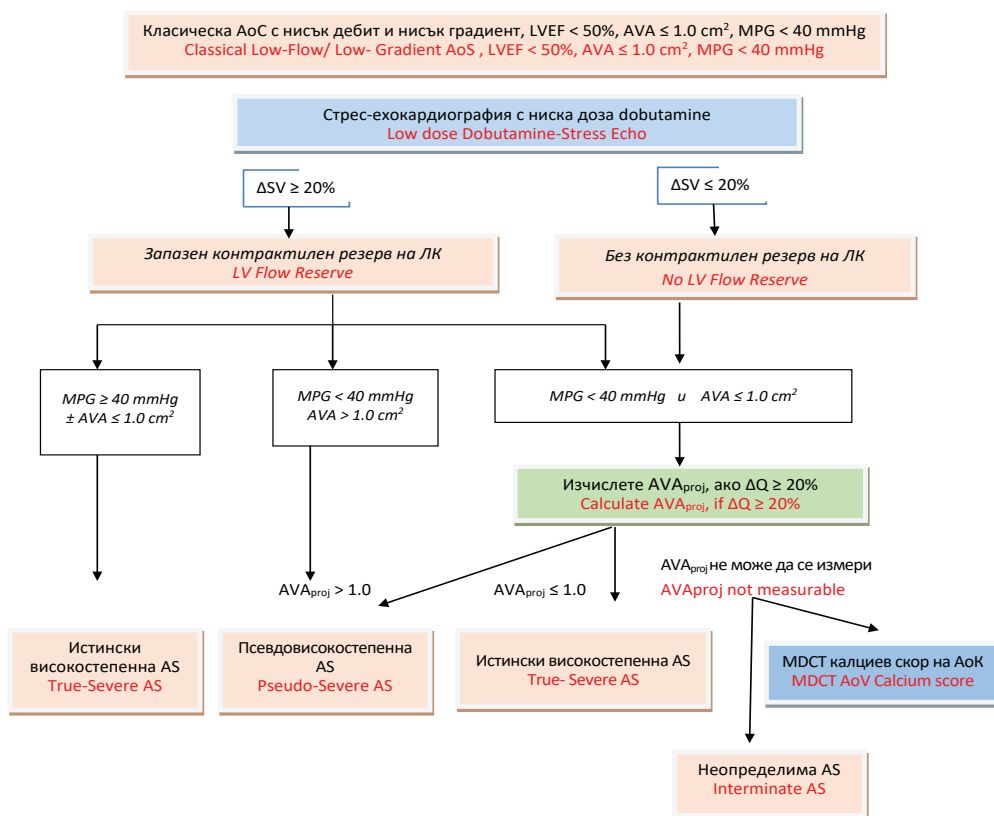 Класическа АоС с нисък дебит и нисък градиент, LVEF < 50%, AVA ≤ 1.0 cm², MPG < 40 mmHg
Classical Low-Flow/ Low- Gradient AoS , LVEF < 50%, AVA ≤ 1.0 cm², MPG < 40 mmHg
Стрес-ехокардиография с ниска доза dobutamine
Low dose Dobutamine-Stress Echo
ΔSV ≥ 20%
ΔSV ≤ 20%
Запазен контрактилен резерв на ЛК
LV Flow Reserve
Без контрактилен резерв на ЛК
No LV Flow Reserve
MPG ≥ 40 mmHg
± AVA ≤ 1.0 cm²
MPG < 40 mmHg
AVA > 1.0 cm²
MPG < 40 mmHg и AVA ≤ 1.0 cm²
Изчислете AVAproj, ако ΔQ ≥ 20%
Calculate AVAproj, if ΔQ ≥ 20%
AVAproj > 1.0
AVAproj ≤ 1.0
AVAproj не може да се измери
AVAproj not measurable
Истински
високостепенна AS
True-Severe AS
Псевдовисокостепенна
AS
Pseudo-Severe AS
Истински високостепенна AS
True- Severe AS
MDCT калциев скор на АоК
MDCT AoV Calcium score
Неопределима AS
Interminate AS